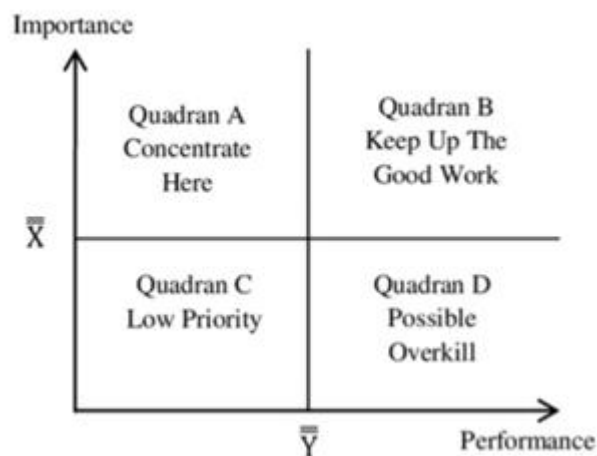 Importance
Quadran A
Concentrate
Here
Quadran B
Keep Up The
Good Work
X̿
Quadran C
Low Priority
Quadran D
Possible
Overkill
Y̿
Performance